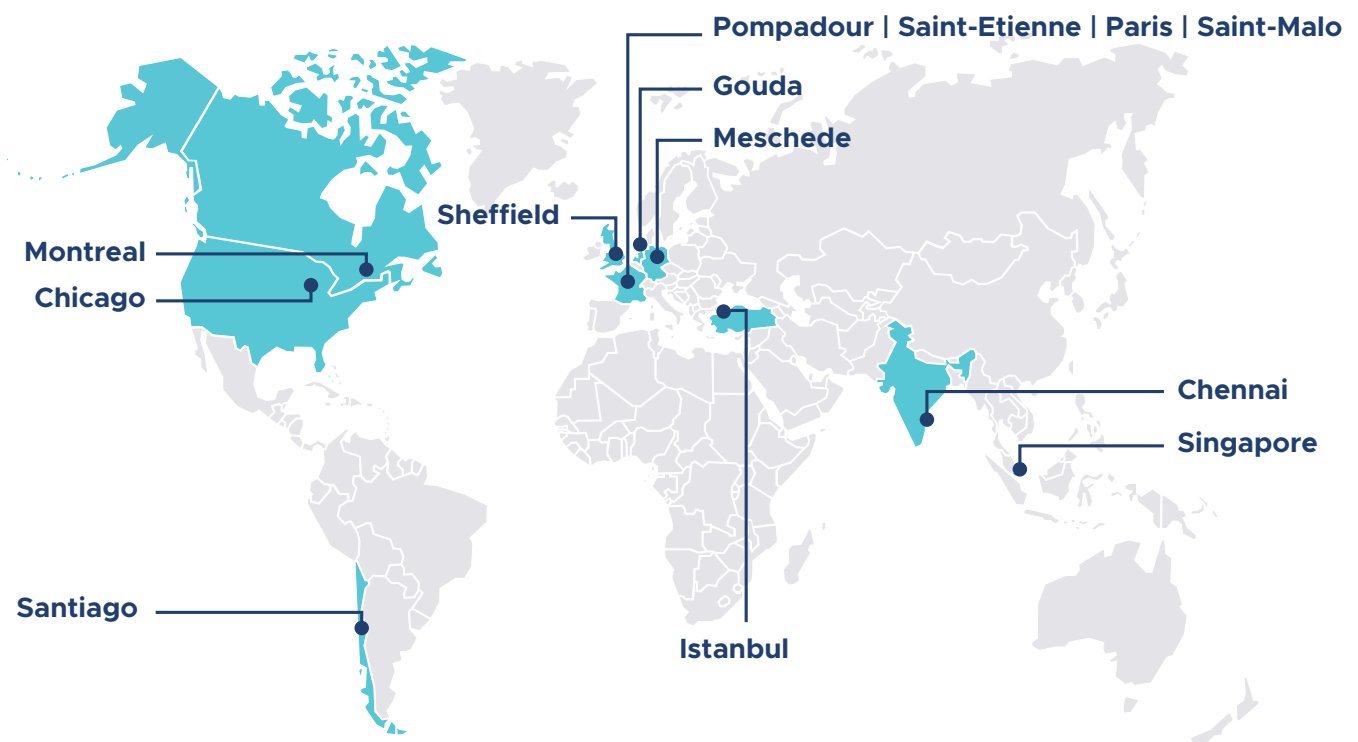 Pompadour | Saint-Etienne | Paris | Saint-Malo
Gouda
Meschede
Sheffield
Montreal
Chicago
Chennai
Singapore
Santiago
Istanbul